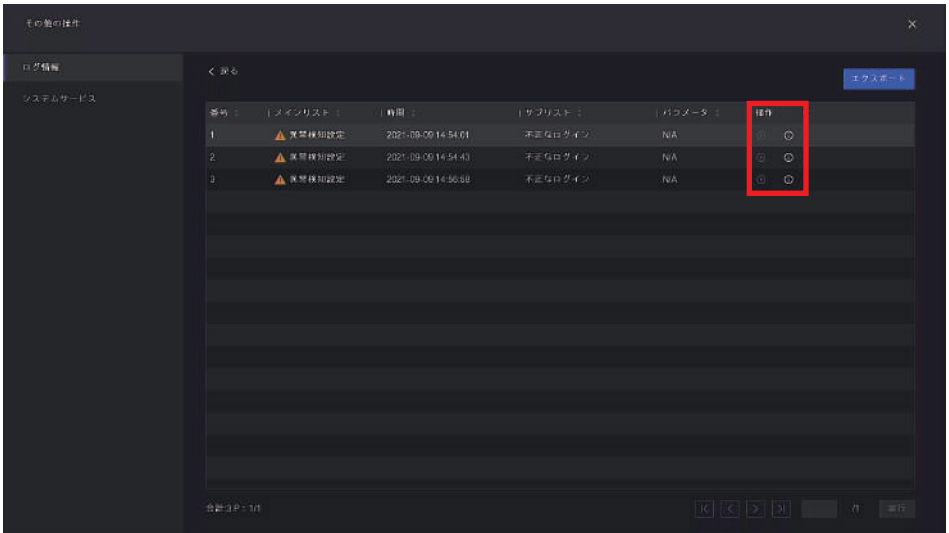 その他の操作
ログ情報
システムサービス
戻る
エクスポート
番号 メインリスト 時間 サブリスト パラメータ 操作
1 異常検知設定 2021-09-09 14:54:01 不正なログイン N/A
2 異常検知設定 2021-09-09 14:54:43 不正なログイン N/A
3 異常検知設定 2021-09-09 14:56:58 不正なログイン N/A
合計:3 P : 1/1
/1 実行